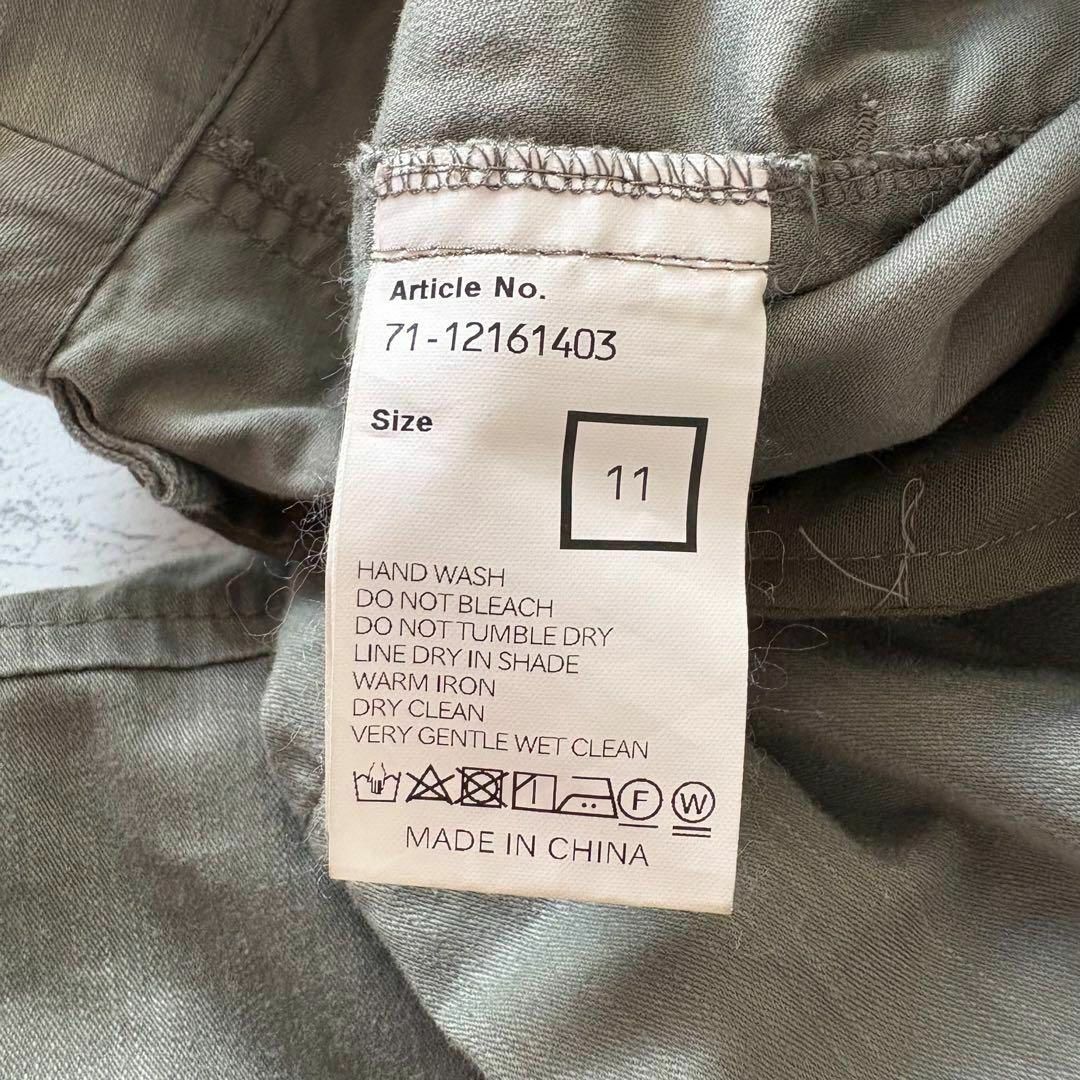 Article No.
71-12161403
Size
11
HAND WASH
DO NOT BLEACH
DO NOT TUMBLE DRY
LINE DRY IN SHADE
WARM IRON
DRY CLEAN
VERY GENTLE WET CLEAN
F W
MADE IN CHINA